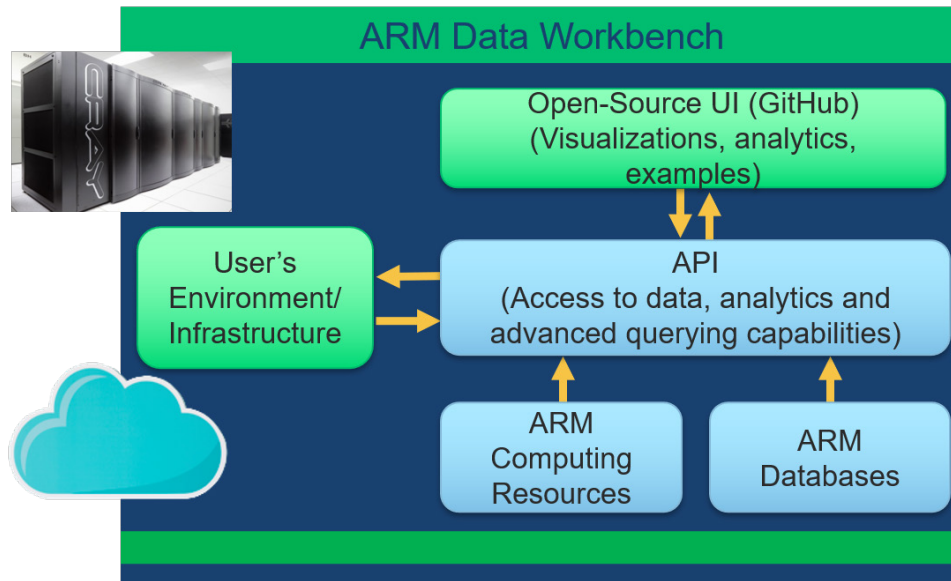 ARM Data Workbench
CRAY
Open-Source UI (GitHub)
(Visualizations, analytics,
examples)
User’s
Environment/
Infrastructure
API
(Access to data, analytics and
advanced querying capabilities)
ARM
Computing
Resources
ARM
Databases